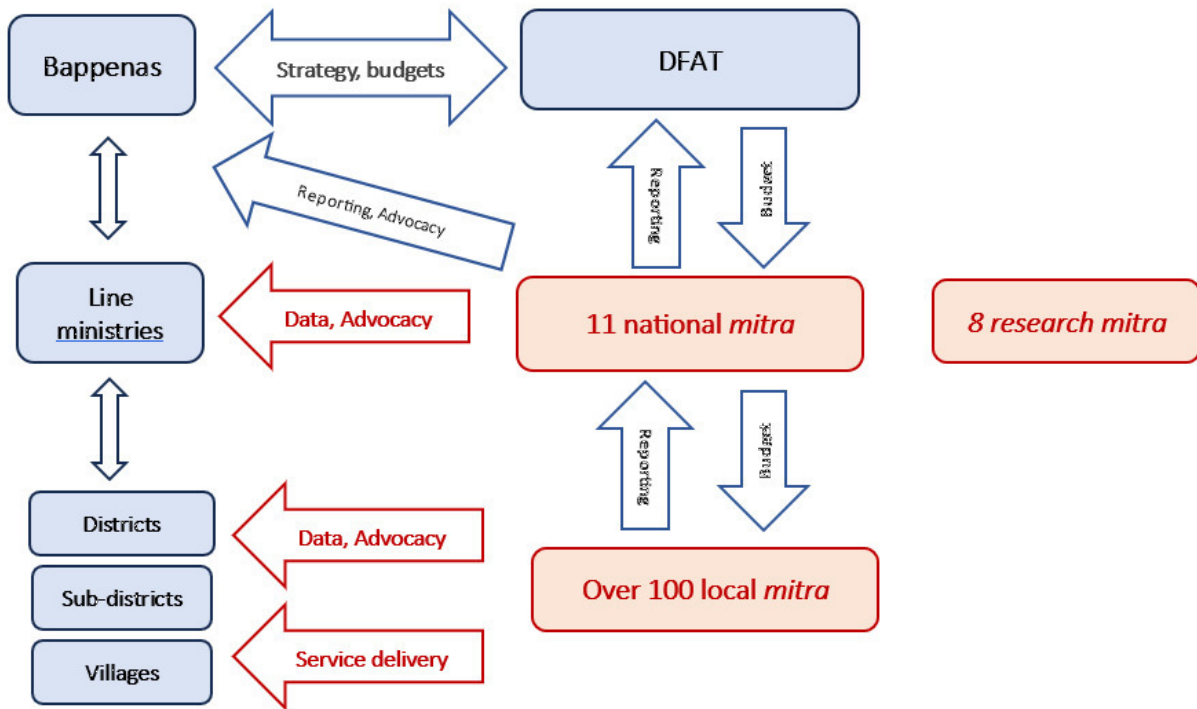 Bappenas
Strategy, budgets
DFAT
Reporting, Advocacy
Reporting
Budget
Line
ministries
Data, Advocacy
11 national mitra
8 research mitra
Reporting
Budget
Districts
Data, Advocacy
Sub-districts
Over 100 local mitra
Villages
Service delivery